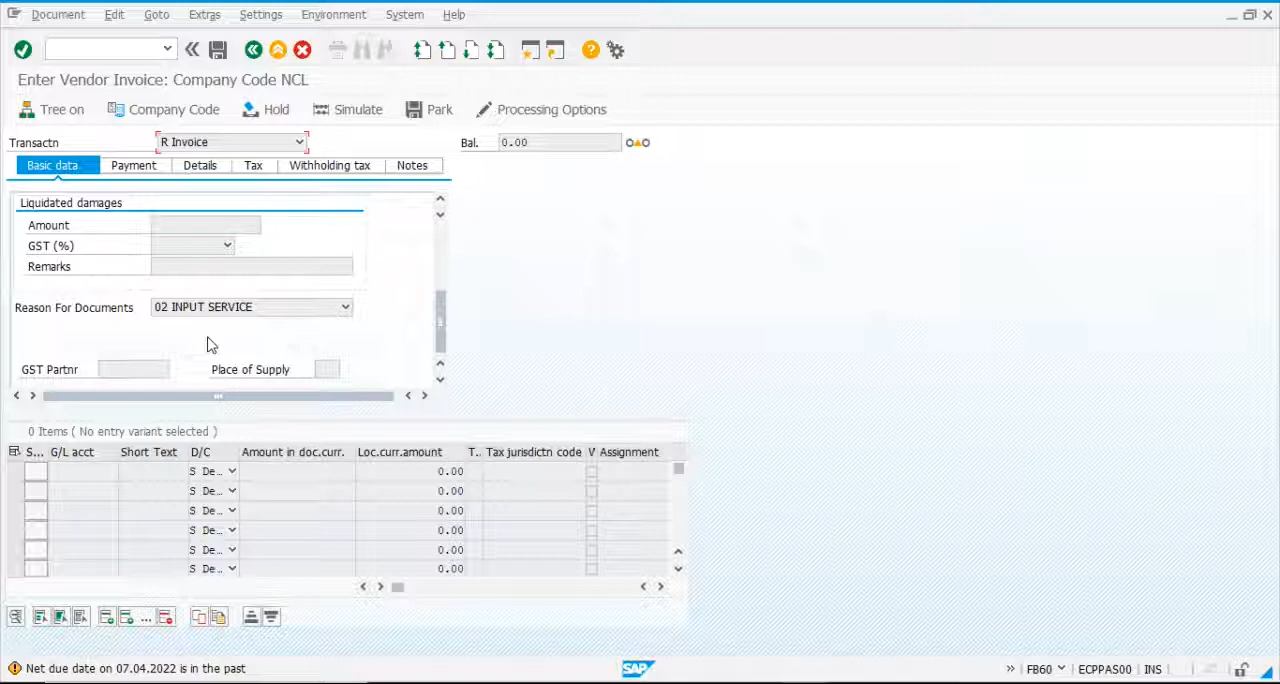 Document Edit Goto Extras Settings Environment System Help
Enter Vendor Invoice: Company Code NCL
Tree on Company Code Hold Simulate Park Processing Options
Transactn R Invoice Bal. 0.00
Basic data Payment Details Tax Withholding tax Notes
Liquidated damages
Amount
GST (%)
Remarks
Reason For Documents 02 INPUT SERVICE
GST Partnr Place of Supply
0 Items ( No entry variant selected )
S... G/L acct Short Text D/C Amount in doc.curr. Loc.curr.amount T.. Tax jurisdictn code V Assignment
S De… 0.00
S De… 0.00
S De… 0.00
S De… 0.00
S De… 0.00
S De… 0.00
Net due date on 07.04.2022 is in the past SAP » FB60 ECPPAS00 INS